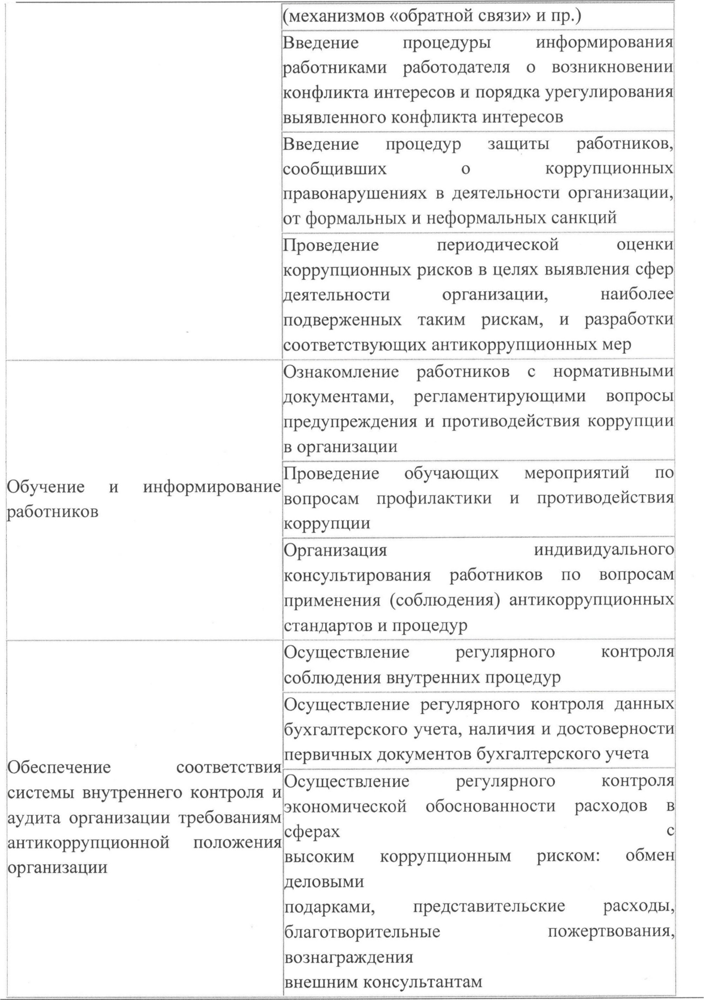 (механизмов «обратной связи» и пр.)
Введение процедуры информирования
работниками работодателя о возникновении
конфликта интересов и порядка урегулирования
выявленного конфликта интересов
Введение процедур защиты работников,
сообщивших о коррупционных
правонарушениях в деятельности организации,
от формальных и неформальных санкций
Проведение периодической оценки
коррупционных рисков в целях выявления сфер
деятельности организации, наиболее
подверженных таким рискам, и разработки
соответствующих антикоррупционных мер
Обучение и информирование
работников
Ознакомление работников с нормативными
документами, регламентирующими вопросы
предупреждения и противодействия коррупции
в организации
Проведение обучающих мероприятий по
вопросам профилактики и противодействия
коррупции
Организация индивидуального
консультирования работников по вопросам
применения (соблюдения) антикоррупционных
стандартов и процедур
Обеспечение соответствия
системы внутреннего контроля и
аудита организации требованиям
антикоррупционной положения
организации
Осуществление регулярного контроля
соблюдения внутренних процедур
Осуществление регулярного контроля данных
бухгалтерского учета, наличия и достоверности
первичных документов бухгалтерского учета
Осуществление регулярного контроля
экономической обоснованности расходов в
сферах с
высоким коррупционным риском: обмен
деловыми
подарками, представительские расходы,
благотворительные пожертвования,
вознаграждения
внешним консультантам